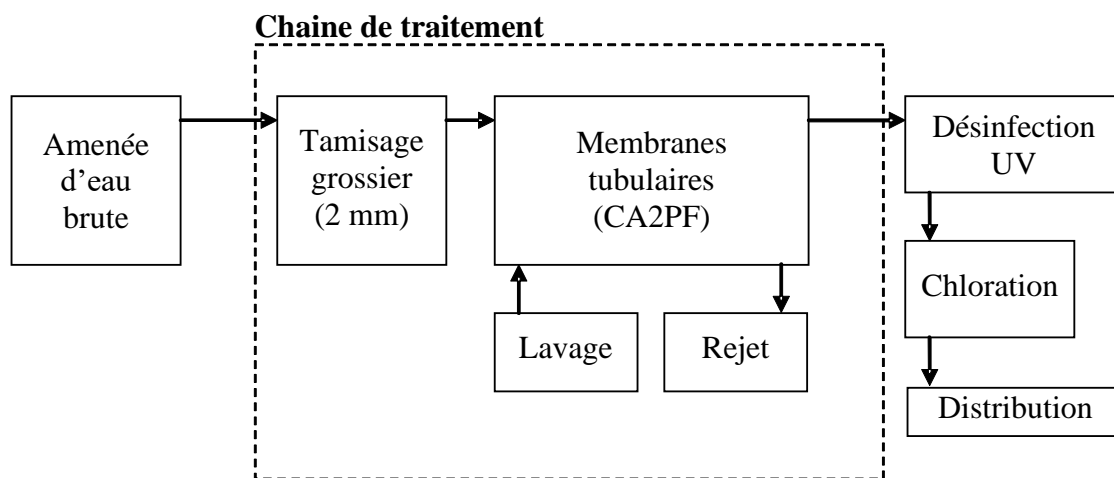 Chaine de traitement
Amenée
d'eau
brute
Tamisage
grossier
(2 mm)
Membranes
tubulaires
(CA2PF)
Désinfection
UV
Lavage
Rejet
Chloration
Distribution